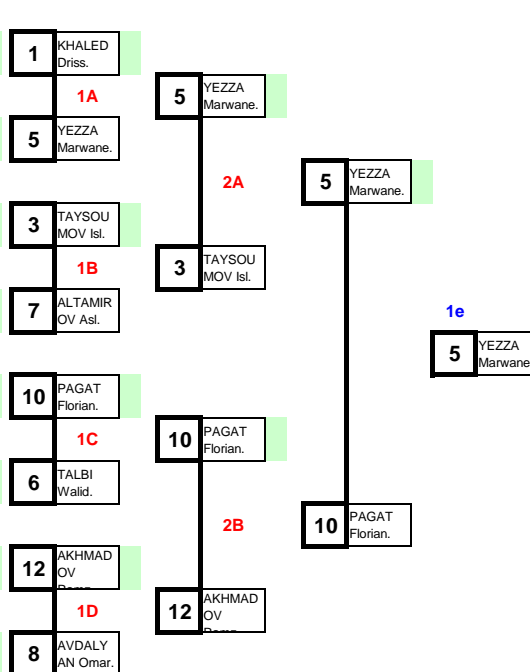 1
KHALED
Driss.
1A
5
YEZZA
Marwane.
3
TAYSOU
MOV Isl.
1B
7
ALTAMIR
OV Asl.
10
PAGAT
Florian.
1C
6
TALBI
Walid.
12
AKHMAD
OV
1D
8
AVDALY
AN Omar.
5
YEZZA
Marwane.
2A
3
TAYSOU
MOV Isl.
10
PAGAT
Florian.
2B
12
AKHMAD
OV
5
YEZZA
Marwane.
10
PAGAT
Florian.
1e
5
YEZZA
Marwane